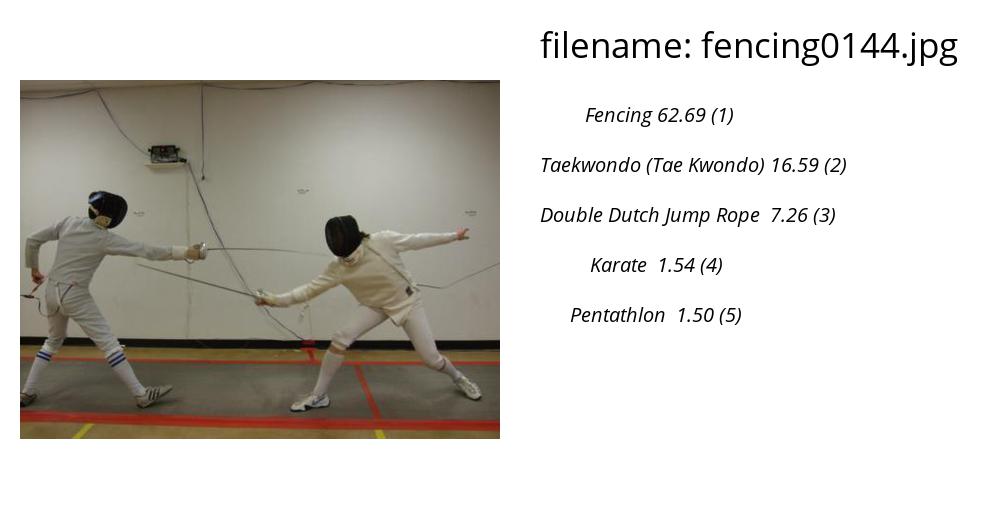 filename: fencing0144.jpg
Fencing 62.69 (1)
Taekwondo (Tae Kwondo) 16.59 (2)
Double Dutch Jump Rope 7.26 (3)
Karate 1.54 (4)
Pentathlon 1.50 (5)